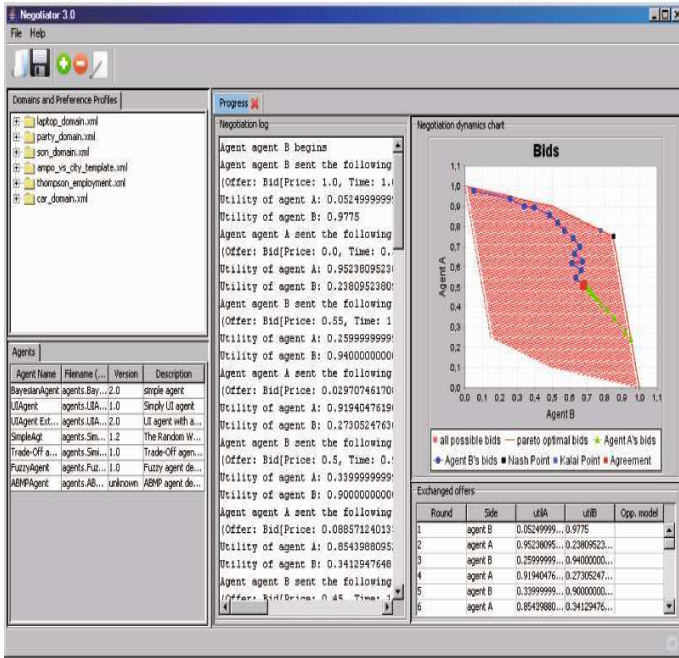 Negotiator 3.0
File Help
Domains and Preference Profiles
laptop_domain.xml
party_domain.xml
son_domain.xml
ampo_vs_city_template.xml
thompson_employment.xml
car_domain.xml
Agents
Agent Name Filename (... Version Description
BayesianAgent agents.Bay... 2.0 simple agent
UIAgent agents.UIA... 1.0 Simply UI agent
UIAgent Ext... agents.UIA... 2.0 UI agent with a...
SimpleAgt agents.Sim... 1.2 The Random W...
Trade-Off a... agents.Simi... 1.0 Trade-Off agen...
FuzzyAgent agents.Fuz... 1.0 Fuzzy agent de...
ABMPAgent agents.AB... unknown ABMP agent de...
Progress
Negotiation log
Agent agent B begins
Agent agent B sent the following
(Offer: Bid[Price: 1.0, Time: 1.
Utility of agent A: 0.0524999999
Utility of agent B: 0.9775
Agent agent A sent the following
(Offer: Bid[Price: 0.0, Time: 0.
Utility of agent A: 0.9523809523
Utility of agent B: 0.2380952380
Agent agent B sent the following
(Offer: Bid[Price: 0.55, Time: 1
Utility of agent A: 0.2599999999
Utility of agent B: 0.9400000000
Agent agent A sent the following
(Offer: Bid[Price: 0.02970746170
Utility of agent A: 0.9194047619
Utility of agent B: 0.2730524763
Agent agent B sent the following
(Offer: Bid[Price: 0.5, Time: 0.
Utility of agent A: 0.3399999999
Utility of agent B: 0.9000000000
Agent agent A sent the following
(Offer: Bid[Price: 0.0885712401
Utility of agent A: 0.854398809
Utility of agent B: 0.3412947648
Agent agent B sent the following
(Offer: Bid[Price: 0.45, Time: 1
Negotiation dynamics chart
Bids
1,1
1,0
0,9
0,8
0,7
0,6
0,5
0,4
0,3
0,2
0,1
0,0
Agent A
0,0 0,1 0,2 0,3 0,4 0,5 0,6 0,7 0,8 0,9 1,0 1,1
Agent B
all possible bids pareto optimal bids Agent A's bids
Agent B's bids Nash Point Kalai Point Agreement
Exchanged offers
Round Side utilA utilB Opp. model
1 agent B 0.05249999... 0.9775
2 agent A 0.95238095... 0.23809523...
3 agent B 0.25999999... 0.94000000...
4 agent A 0.91940476... 0.27305247...
5 agent B 0.33999999... 0.90000000...
6 agent A 0.85439880... 0.34129476...